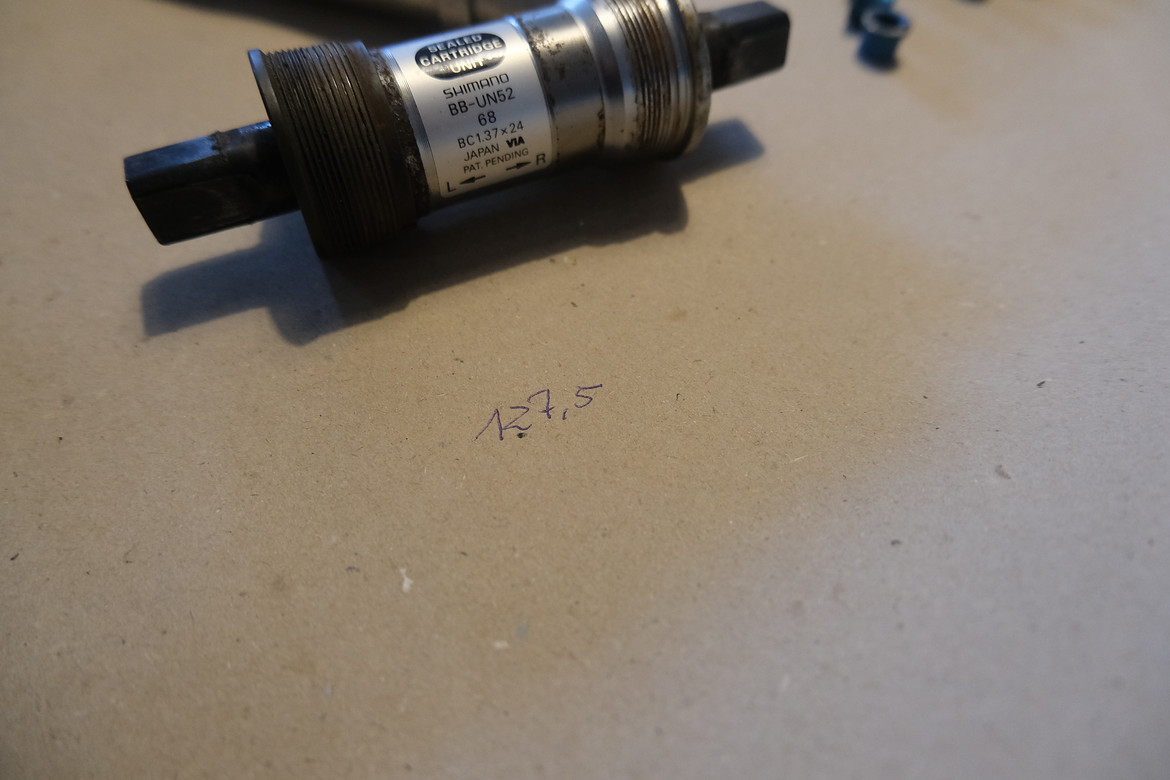 SEALED
CARTRIDGE
UNIT
SHIMANO
BB-UN52
68
BC1.37×24
JAPAN VIA
PAT. PENDING
L ← → R
127,5